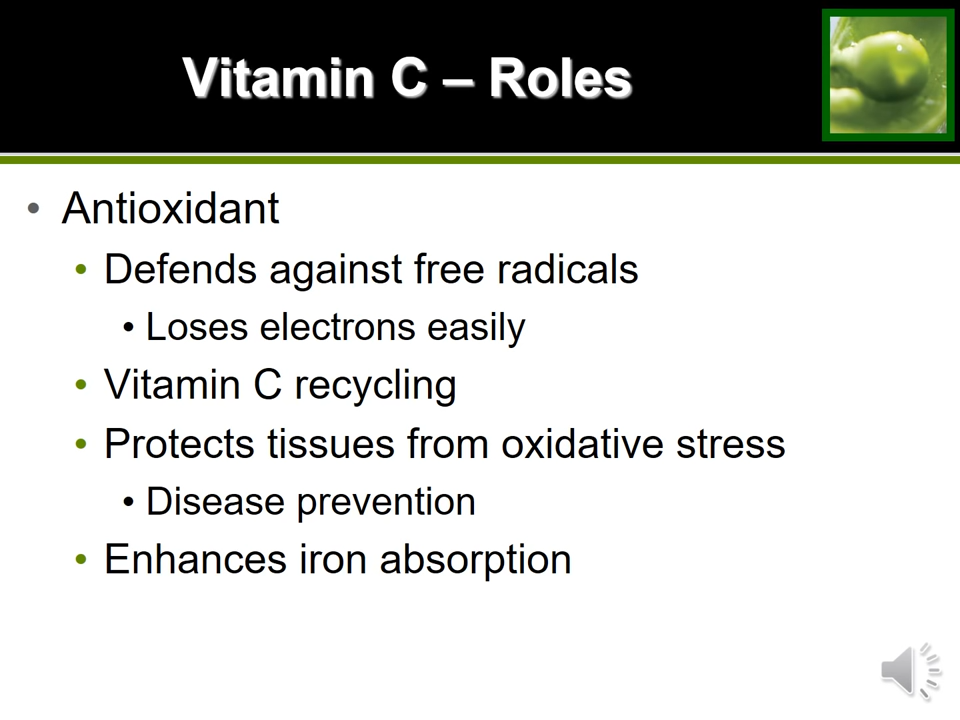 Vitamin C – Roles
• Antioxidant
• Defends against free radicals
• Loses electrons easily
• Vitamin C recycling
• Protects tissues from oxidative stress
• Disease prevention
• Enhances iron absorption